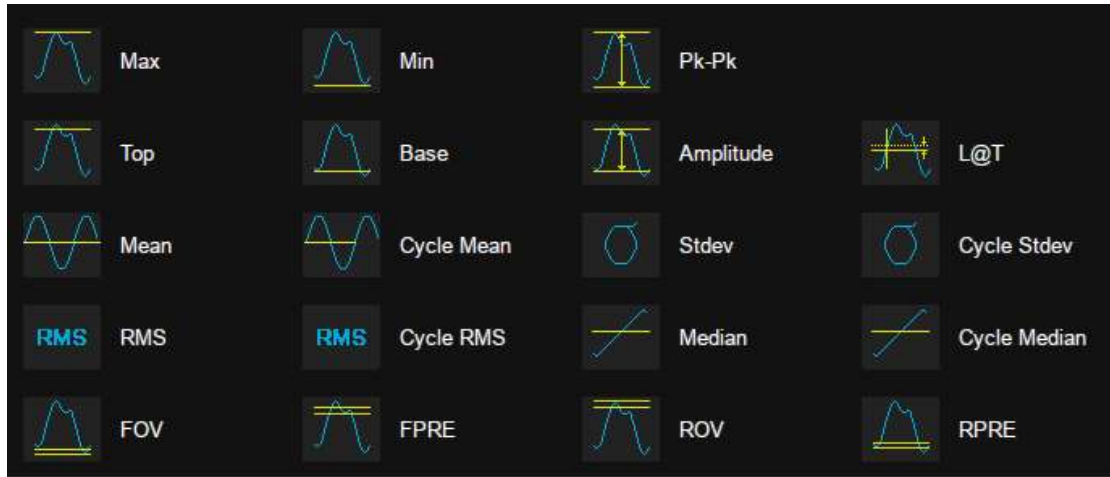 Max Min Pk-Pk
Top Base Amplitude L@T
Mean Cycle Mean Stdev Cycle Stdev
RMS RMS RMS Cycle RMS Median Cycle Median
FOV FPRE ROV RPRE